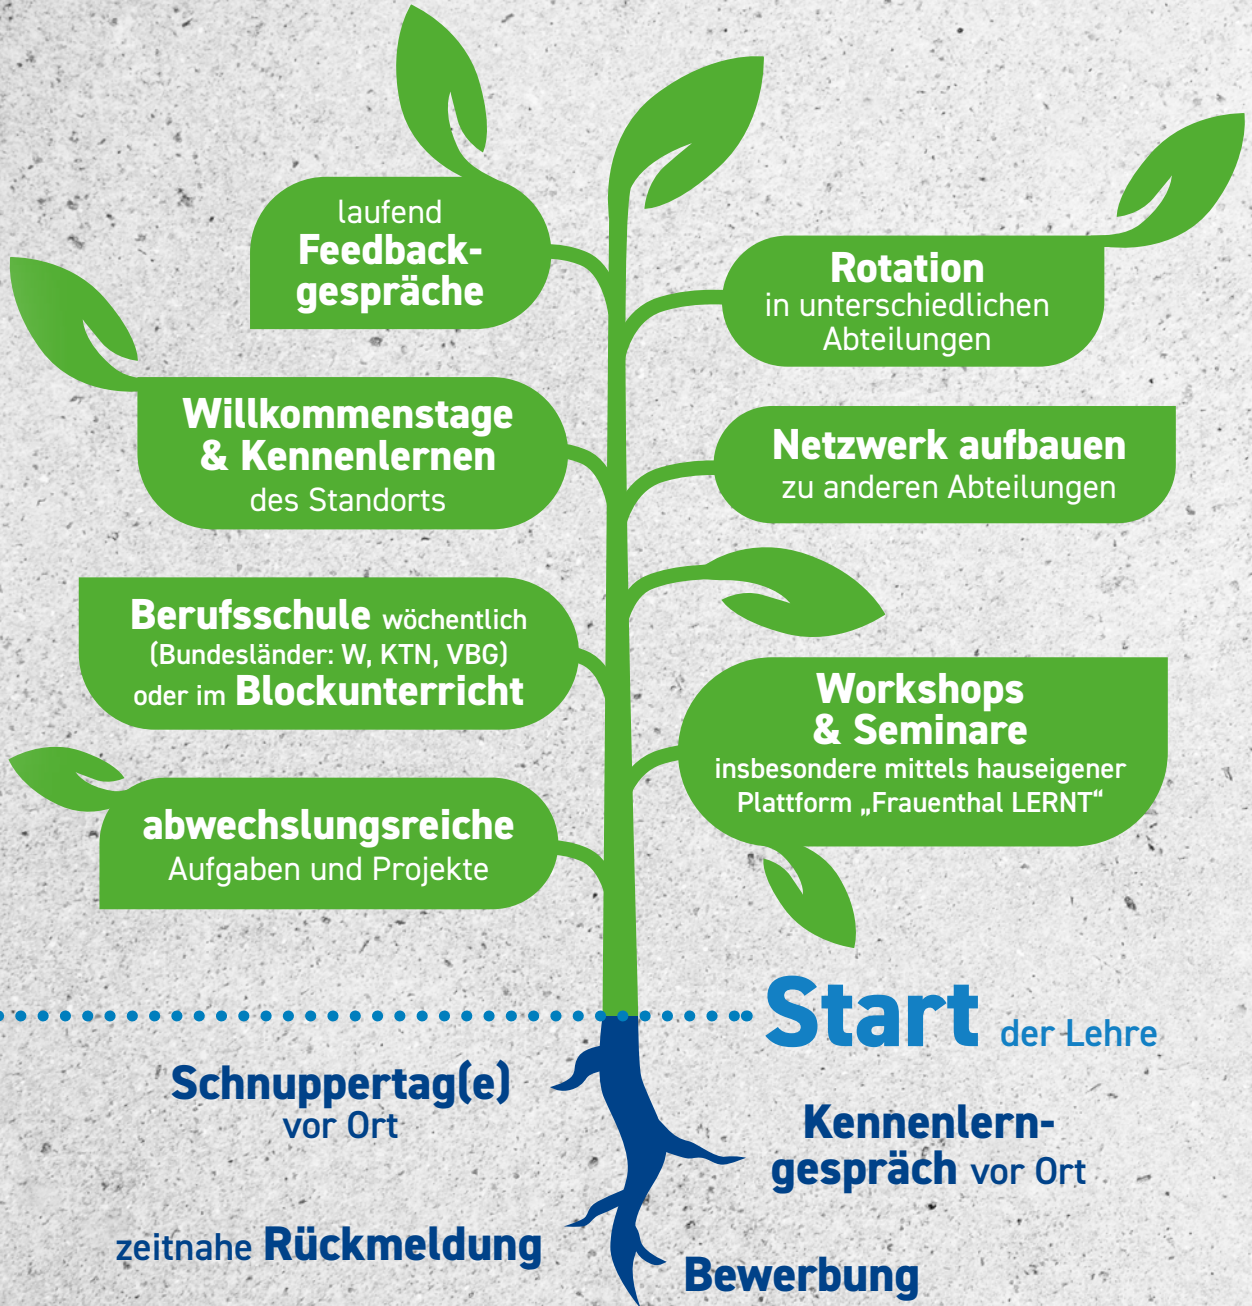 laufend
Feedback-
gespräche
Rotation
in unterschiedlichen
Abteilungen
Willkommenstage
& Kennenlernen
des Standorts
Netzwerk aufbauen
zu anderen Abteilungen
Berufsschule wöchentlich
(Bundesländer: W, KTN, VBG)
oder im Blockunterricht
Workshops
& Seminare
insbesondere mittels hauseigener
Plattform „Frauenthal LERNT“
abwechslungsreiche
Aufgaben und Projekte
Start der Lehre
Schnuppertag(e)
vor Ort
Kennenlern-
gespräch vor Ort
zeitnahe Rückmeldung
Bewerbung